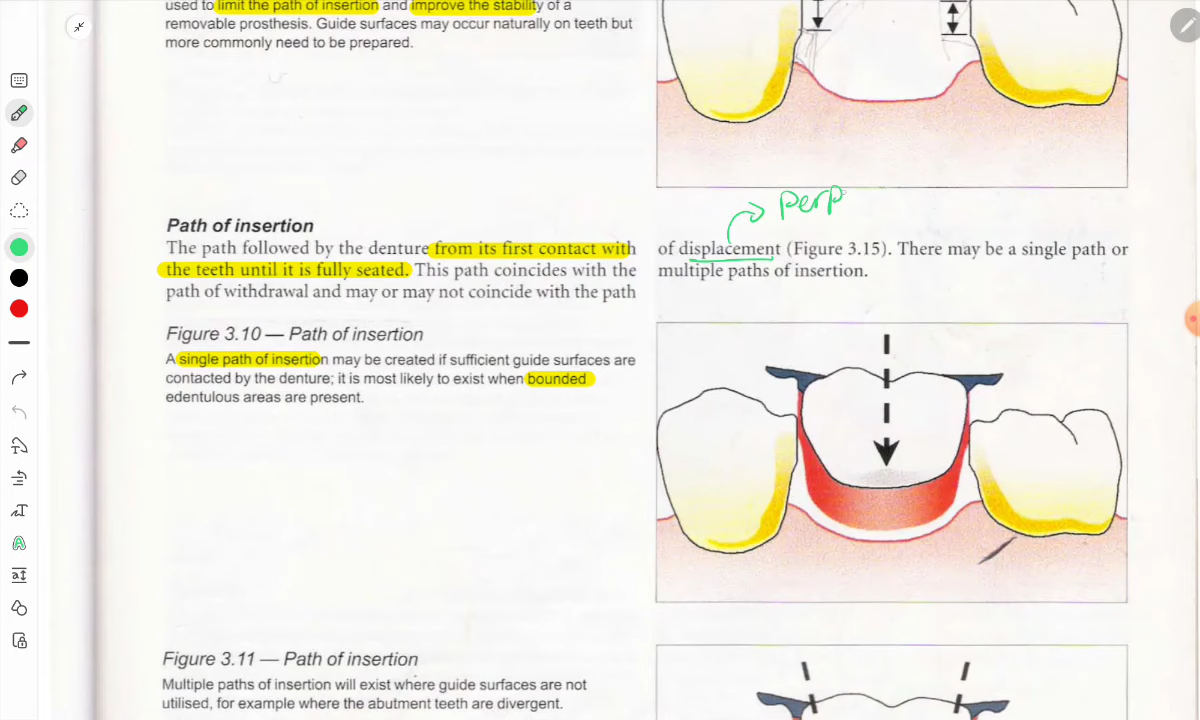 used to limit the path of insertion and improve the stability of a
removable prosthesis. Guide surfaces may occur naturally on teeth but
more commonly need to be prepared.
Perp
Path of insertion
The path followed by the denture from its first contact with
the teeth until it is fully seated. This path coincides with the
path of withdrawal and may or may not coincide with the path
of displacement (Figure 3.15). There may be a single path or
multiple paths of insertion.
Figure 3.10 — Path of insertion
A single path of insertion may be created if sufficient guide surfaces are
contacted by the denture; it is most likely to exist when bounded
edentulous areas are present.
Figure 3.11 — Path of insertion
Multiple paths of insertion will exist where guide surfaces are not
utilised, for example where the abutment teeth are divergent.